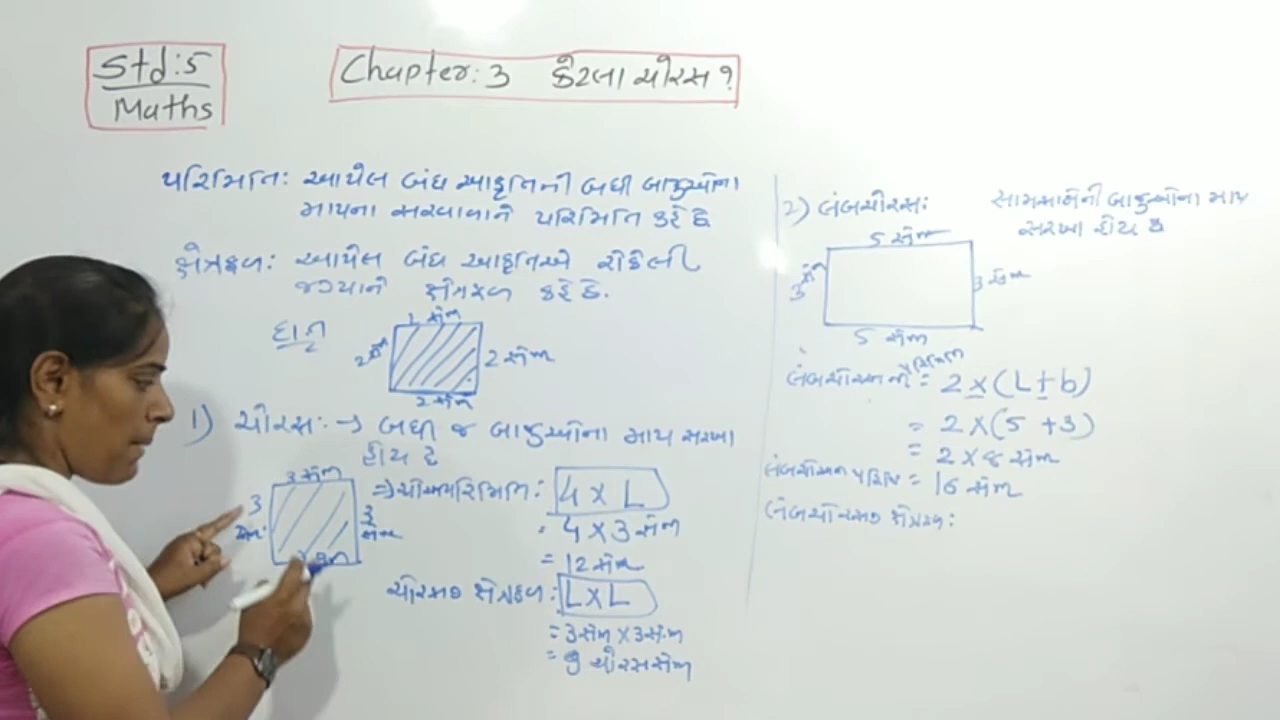 Std:5
Maths
Chapter:3 કેટલા ચોરસ?
પરિમિતિ: આપેલ બંધ આકૃતિની બધી બાજુઓના
માપના સરવાળાને પરિમિતિ કહે છે
ક્ષેત્રફળ: આપેલ બંધ આકૃતિએ રોકેલી
જગ્યાને ક્ષેત્રફળ કહે છે.
સેમી
2 સેમી
2 સેમી
2 સેમી
1) ચોરસ: → બધી જ બાજુઓના માપ સરખા
હોય છે
3 સેમી
3
સેમી
3
સેમી
સેમી
⇒ ચોરસપરિમિતિ: 4 × L
= 4 × 3 સેમી
= 12 સેમી
ચોરસનું ક્ષેત્રફળ: L × L
= 3 સેમી × 3 સેમી
= 9 ચોરસ સેમી
2) લંબચોરસ: સામસામેની બાજુઓના માપ
સરખા હોય છે
5 સેમી
3 સેમી
3 સેમી
5 સેમી
લંબચોરસની પરિમિતિ = 2 × (L + b)
= 2 × (5 + 3)
= 2 × 8 સેમી
લંબચોરસ પરિમિતિ = 16 સેમી
લંબચોરસનું ક્ષેત્રફળ: